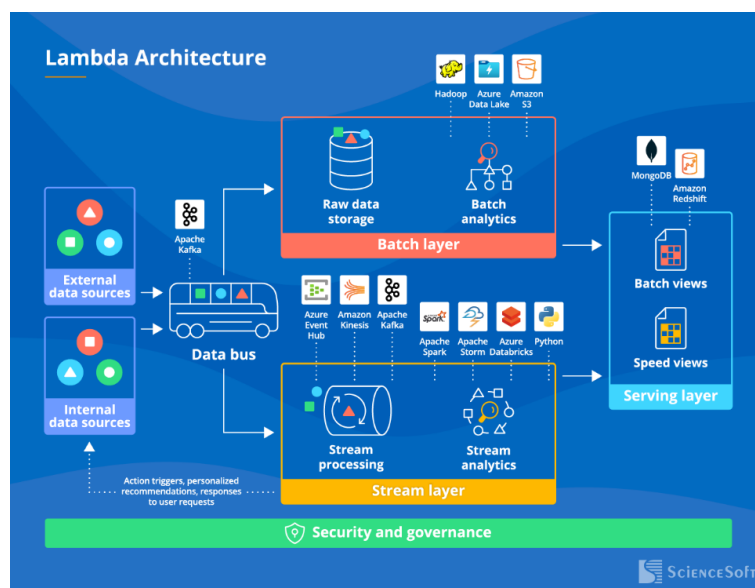 Lambda Architecture
Hadoop
Azure
Data Lake
Amazon
S3
Raw data
storage
Batch
analytics
Batch layer
MongoDB
Amazon
Redshift
Batch views
Speed views
Serving layer
Apache
Kafka
External
data sources
Data bus
Internal
data sources
Azure
Event
Hub
Amazon
Kinesis
Apache
Kafka
Spark
Apache
Spark
Apache
Storm
Azure
Databricks
Python
Stream
processing
Stream
analytics
Stream layer
Action triggers, personalized
recommendations, responses
to user requests
Security and governance
ScienceSoft